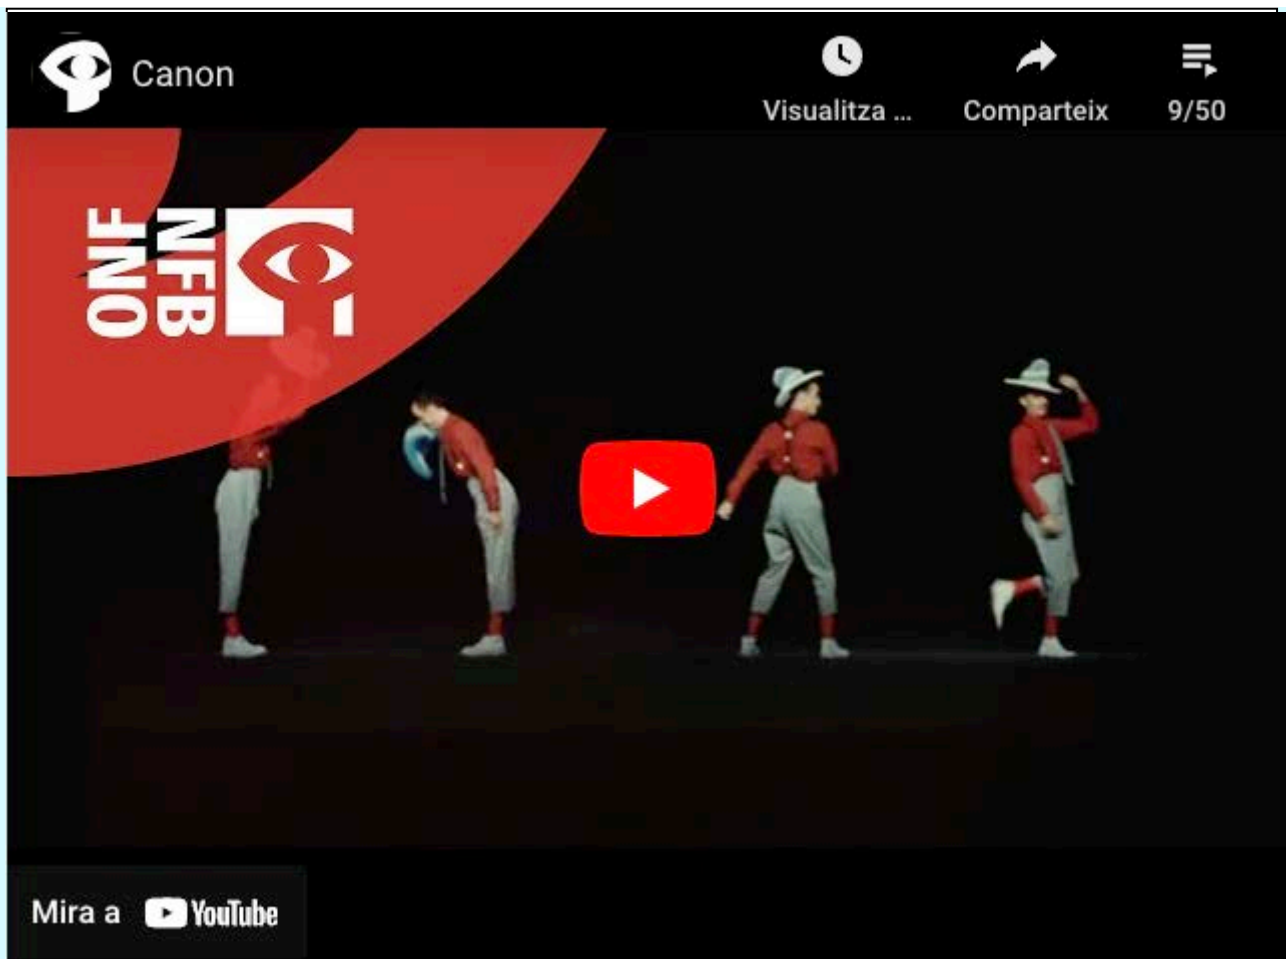 Canon
Visualitza ...
Comparteix
9/50
ONF
NFB
Mira a YouTube